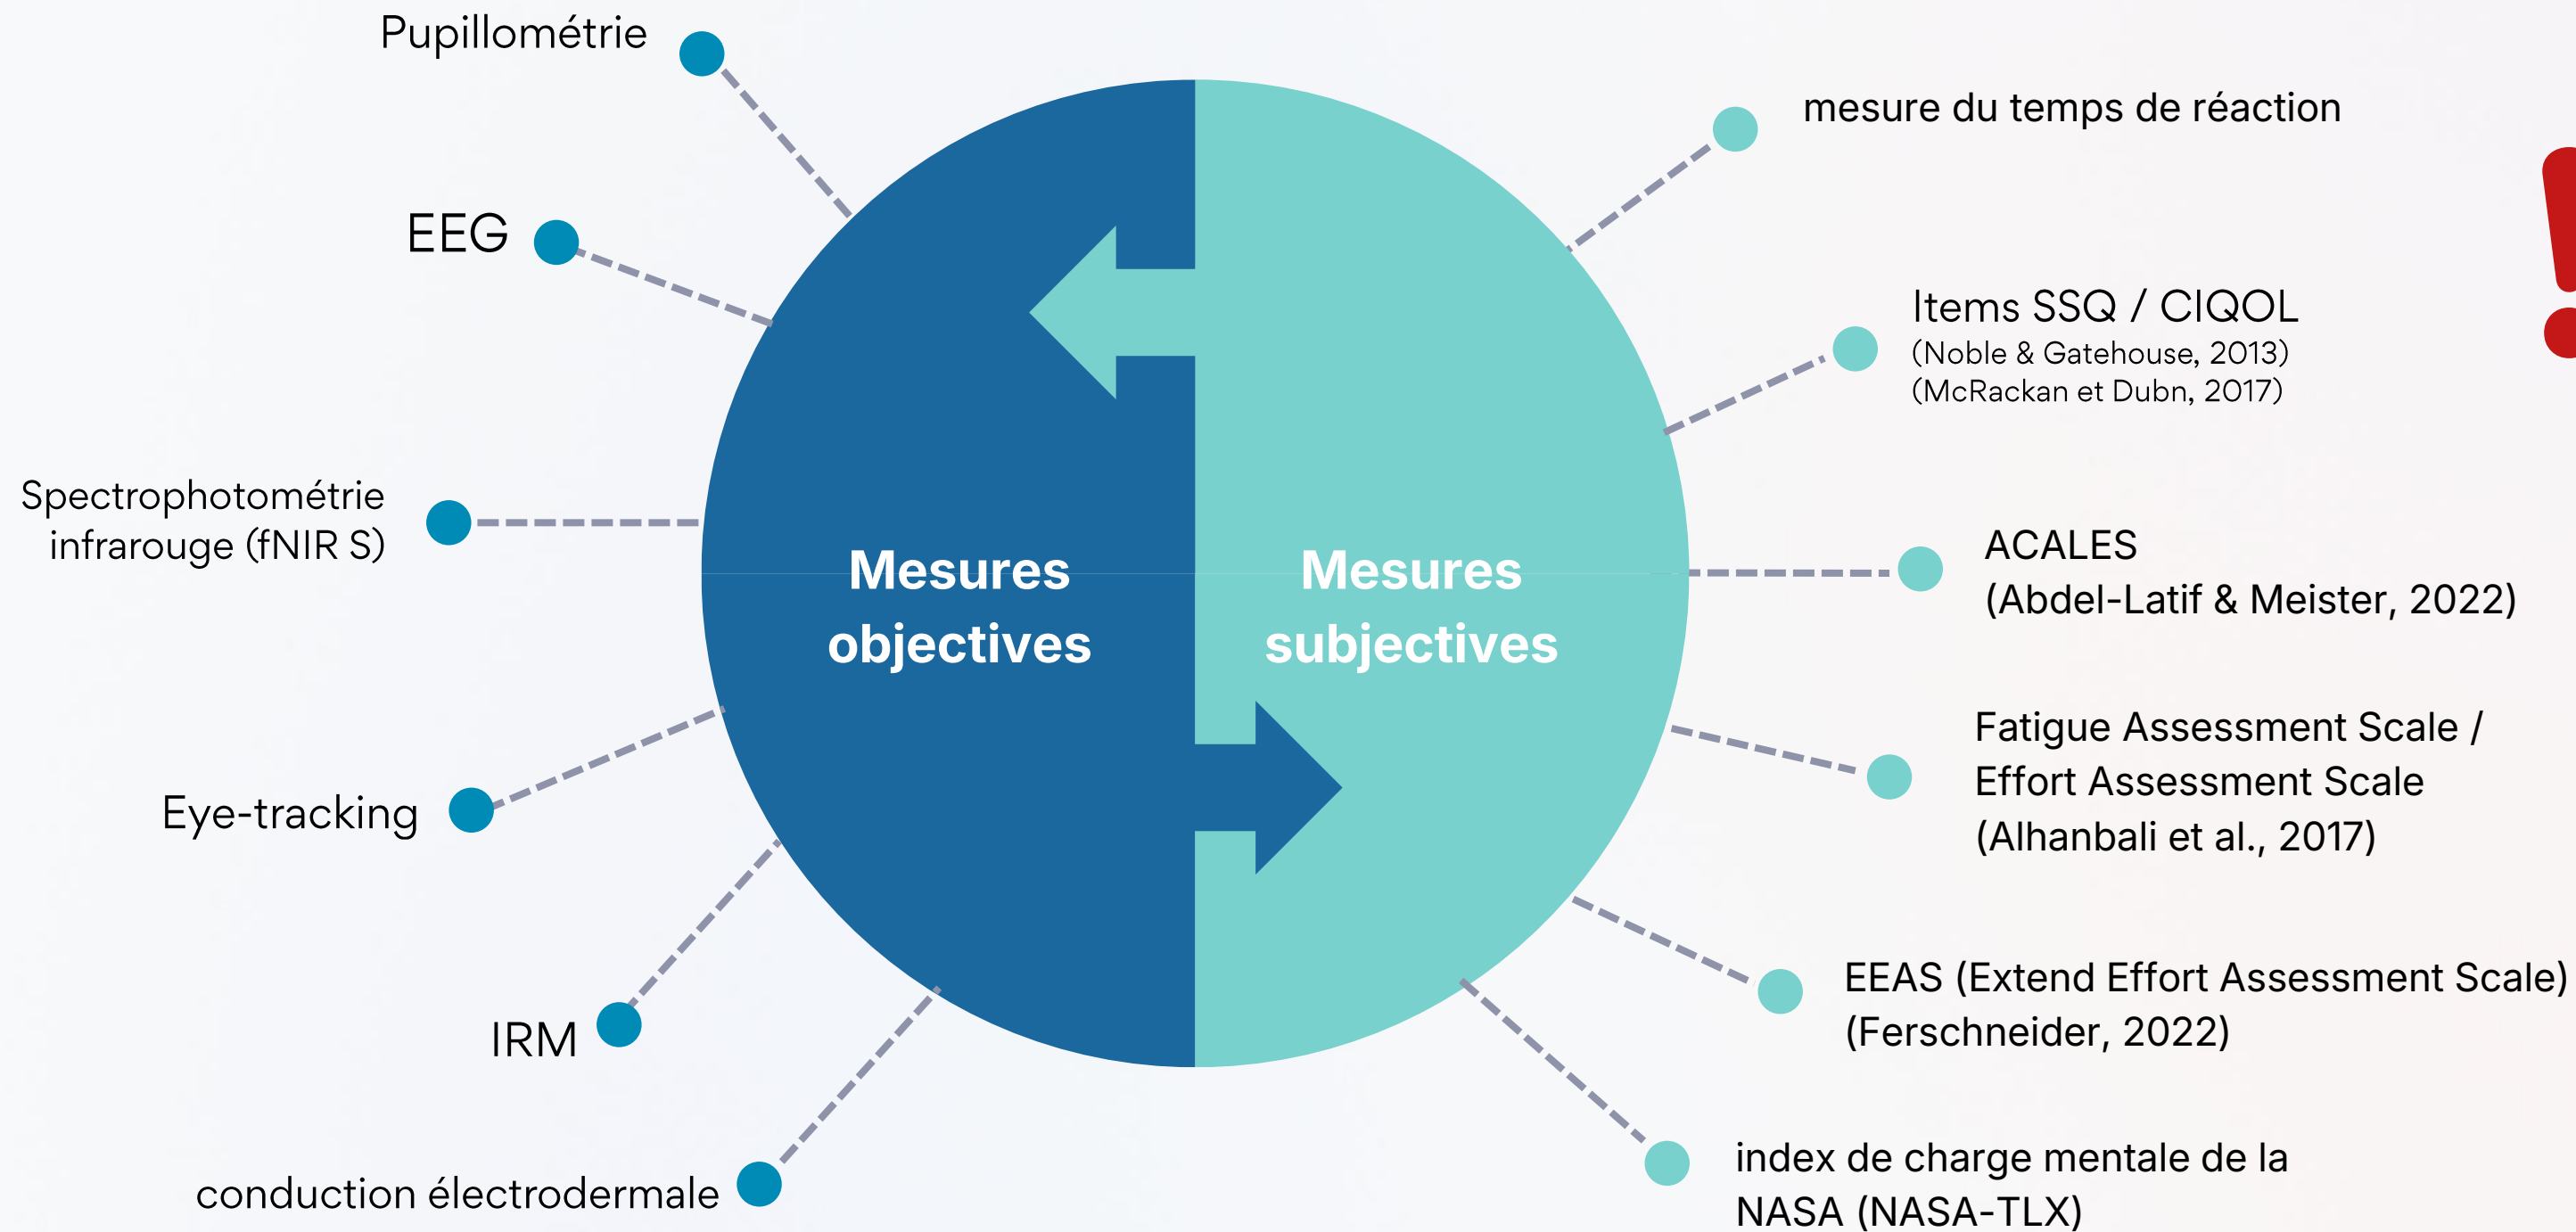 Pupillométrie
EEG
Spectrophotométrie
infrarouge (fNIR S)
Eye-tracking
IRM
conduction électrodermale
Mesures
objectives
Mesures
subjectives
mesure du temps de réaction
Items SSQ / CIQOL
(Noble & Gatehouse, 2013)
(McRackan et Dubn, 2017)
ACALES
(Abdel-Latif & Meister, 2022)
Fatigue Assessment Scale /
Effort Assessment Scale
(Alhanbali et al., 2017)
EEAS (Extend Effort Assessment Scale)
(Ferschneider, 2022)
index de charge mentale de la
NASA (NASA-TLX)
!